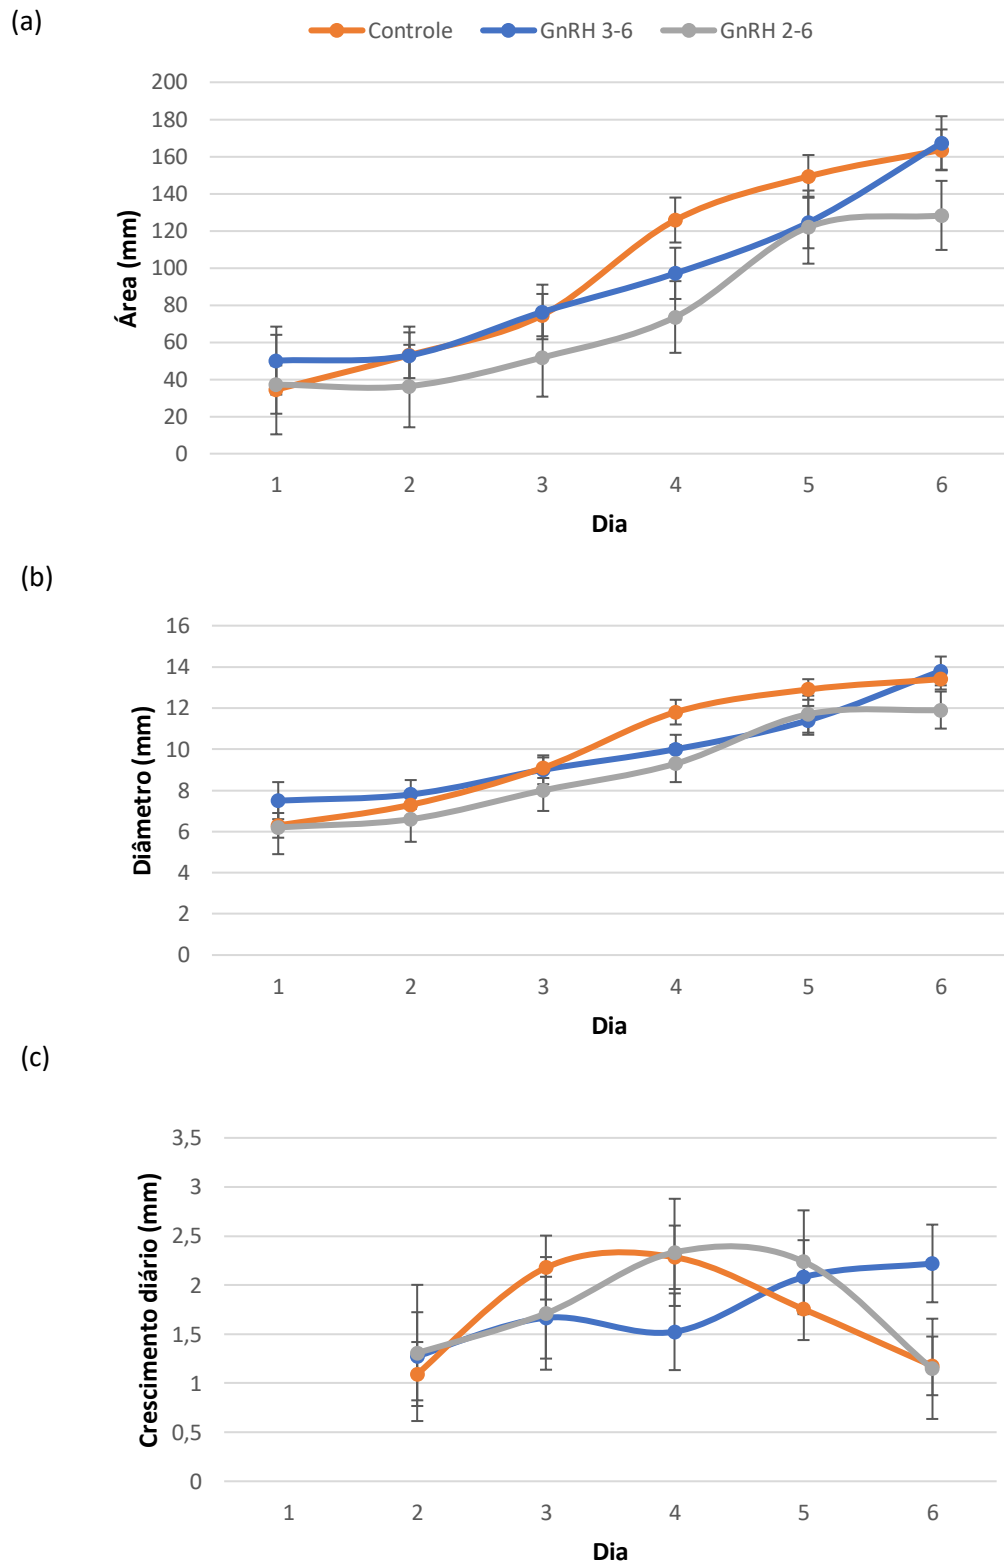 (a)
Controle GnRH 3-6 GnRH 2-6
200
180
160
140
120
100
80
60
40
20
0
Área (mm)
1 2 3 4 5 6
Dia
(b)
16
14
12
10
8
6
4
2
0
Diâmetro (mm)
1 2 3 4 5 6
Dia
(c)
3,5
3
2,5
2
1,5
1
0,5
0
Crescimento diário (mm)
1 2 3 4 5 6
Dia